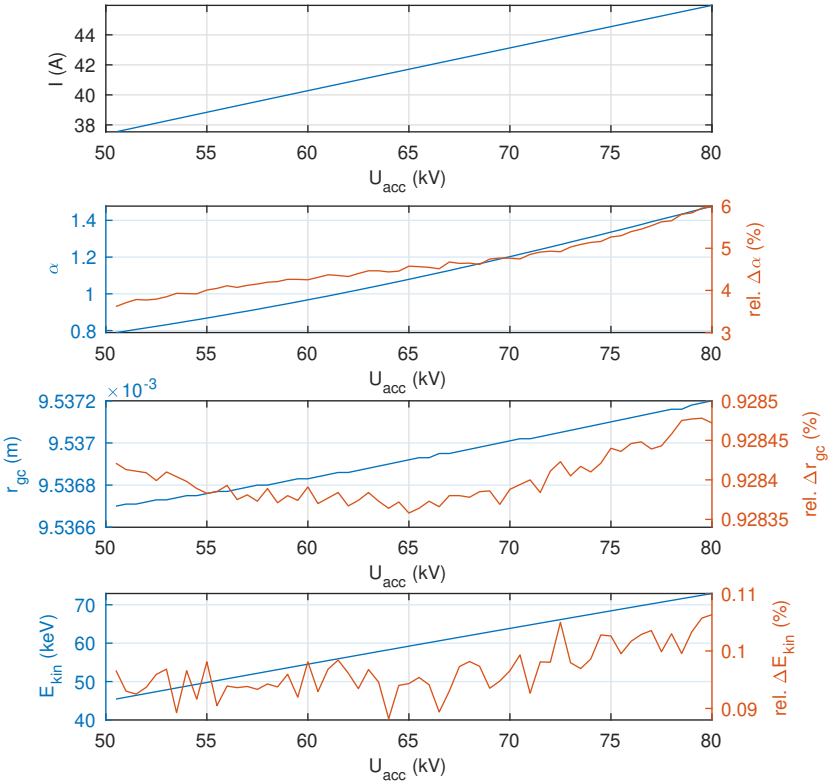 44
42
40
38
I (A)
50 55 60 65 70 75 80
U_acc (kV)
1.4
1.2
1
0.8
α
6
5
4
3
rel. Δα (%)
50 55 60 65 70 75 80
U_acc (kV)
× 10^-3
9.5372
9.537
9.5368
9.5366
r_gc (m)
0.9285
0.92845
0.9284
0.92835
rel. Δr_gc (%)
50 55 60 65 70 75 80
U_acc (kV)
70
60
50
40
E_kin (keV)
0.11
0.1
0.09
rel. ΔE_kin (%)
50 55 60 65 70 75 80
U_acc (kV)